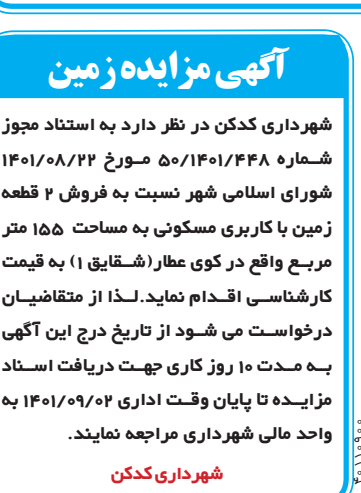 آگهی مزایده زمین
شهرداری کدکن در نظر دارد به استناد مجوز
شماره ۵۰/۱۴۰۱/۴۴۸ مورخ ۱۴۰۱/۰۸/۲۲
شورای اسلامی شهر نسبت به فروش ۲ قطعه
زمین با کاربری مسکونی به مساحت ۱۵۵ متر
مربع واقع در کوی عطار(شقایق ۱) به قیمت
کارشناسی اقدام نماید.لذا از متقاضیان
درخواست می شود از تاریخ درج این آگهی
به مدت ۱۰ روز کاری جهت دریافت اسناد
مزایده تا پایان وقت اداری ۱۴۰۱/۰۹/۰۲ به
واحد مالی شهرداری مراجعه نمایند.
شهرداری کدکن